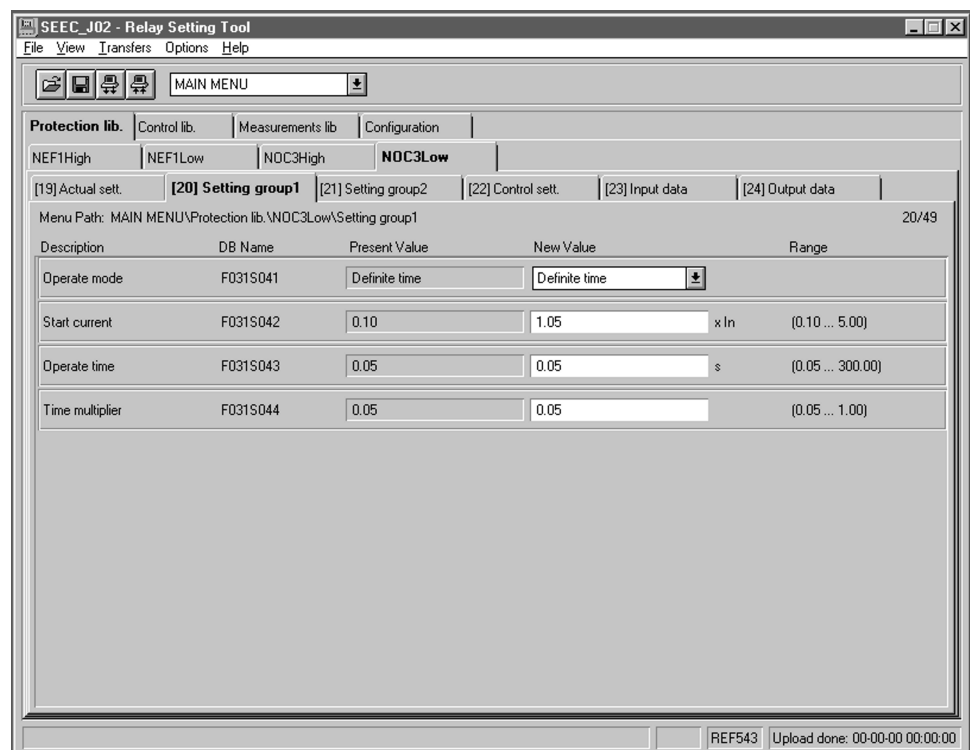 SEEC_J02 - Relay Setting Tool
File View Transfers Options Help
MAIN MENU
Protection lib. Control lib. Measurements lib Configuration
NEF1High NEF1Low NOC3High NOC3Low
[19] Actual sett. [20] Setting group1 [21] Setting group2 [22] Control sett. [23] Input data [24] Output data
Menu Path: MAIN MENU\Protection lib.\NOC3Low\Setting group1 20/49
Description DB Name Present Value New Value Range
Operate mode F031S041 Definite time Definite time
Start current F031S042 0.10 1.05 x In (0.10 ... 5.00)
Operate time F031S043 0.05 0.05 s (0.05 ... 300.00)
Time multiplier F031S044 0.05 0.05 (0.05 ... 1.00)
REF543 Upload done: 00-00-00 00:00:00